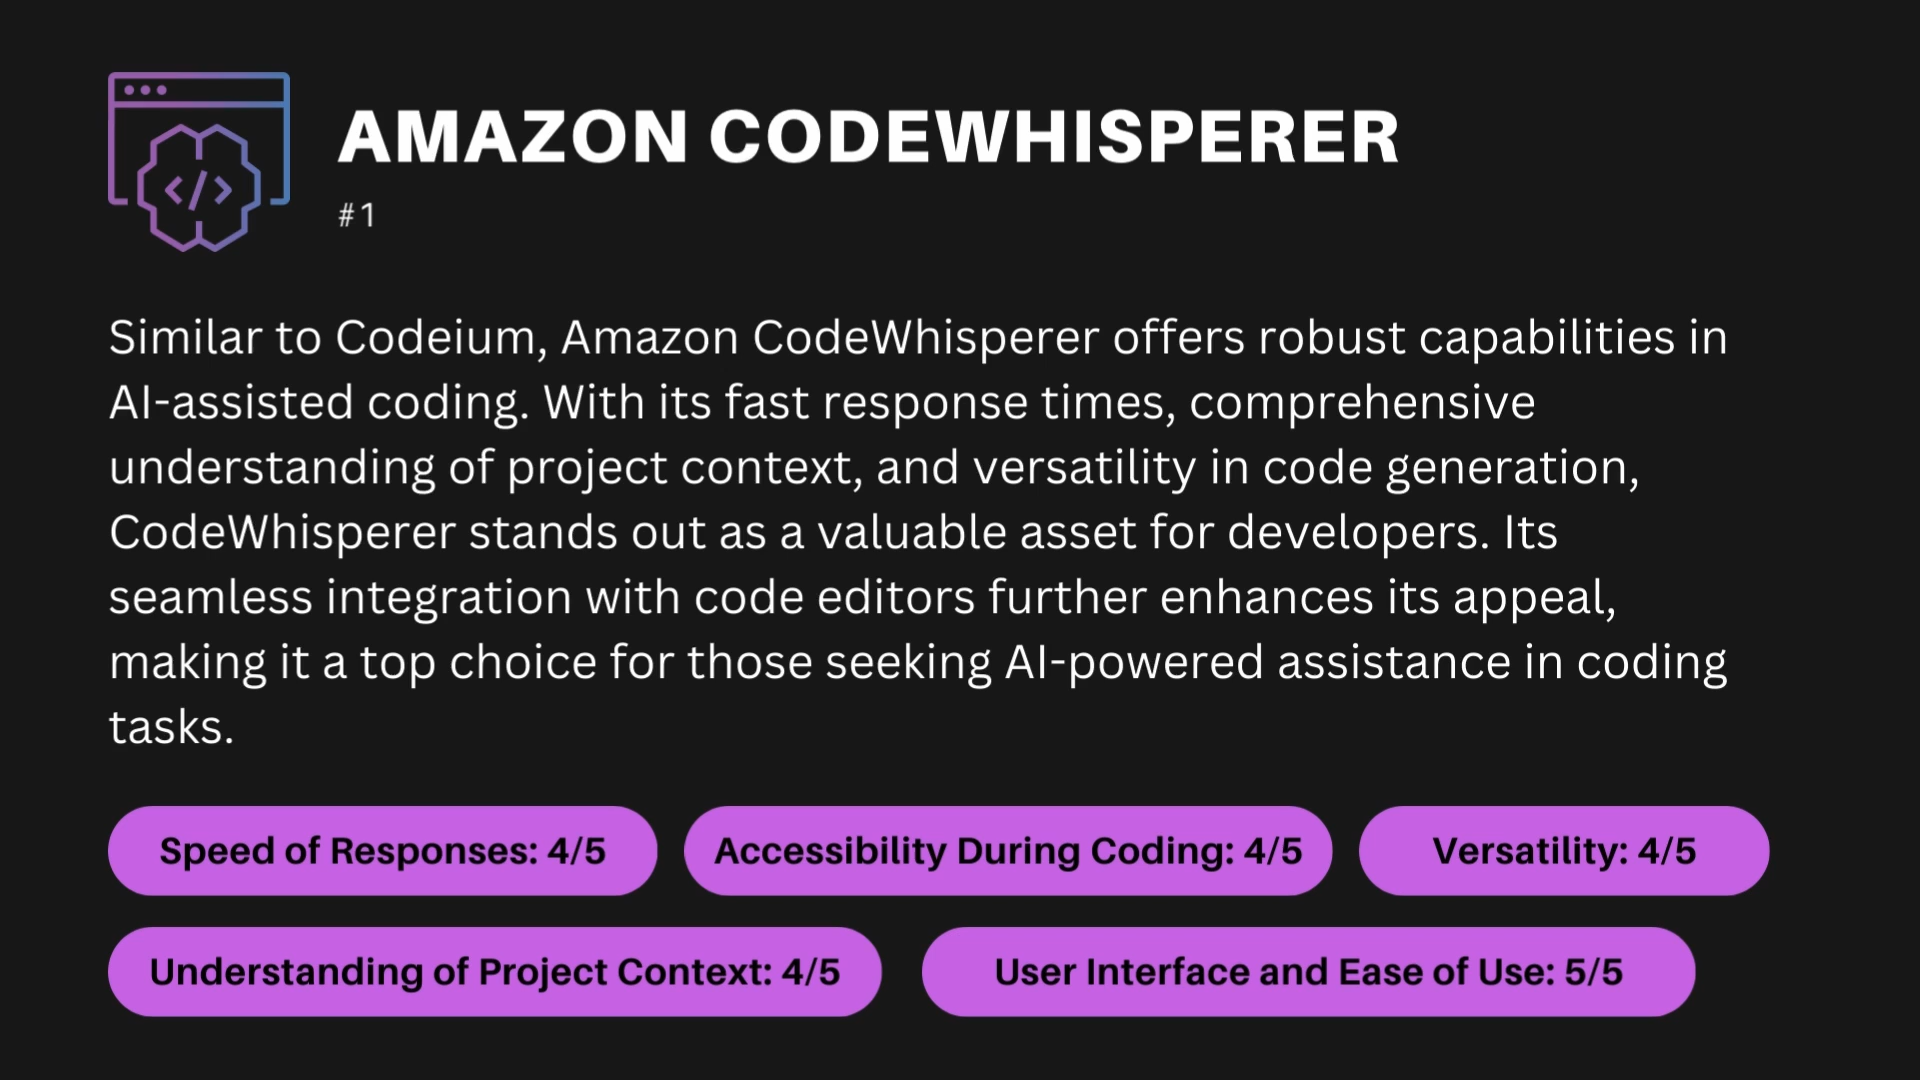 AMAZON CODEWHISPERER
#1
Similar to Codeium, Amazon CodeWhisperer offers robust capabilities in
AI-assisted coding. With its fast response times, comprehensive
understanding of project context, and versatility in code generation,
CodeWhisperer stands out as a valuable asset for developers. Its
seamless integration with code editors further enhances its appeal,
making it a top choice for those seeking AI-powered assistance in coding
tasks.
Speed of Responses: 4/5
Accessibility During Coding: 4/5
Versatility: 4/5
Understanding of Project Context: 4/5
User Interface and Ease of Use: 5/5